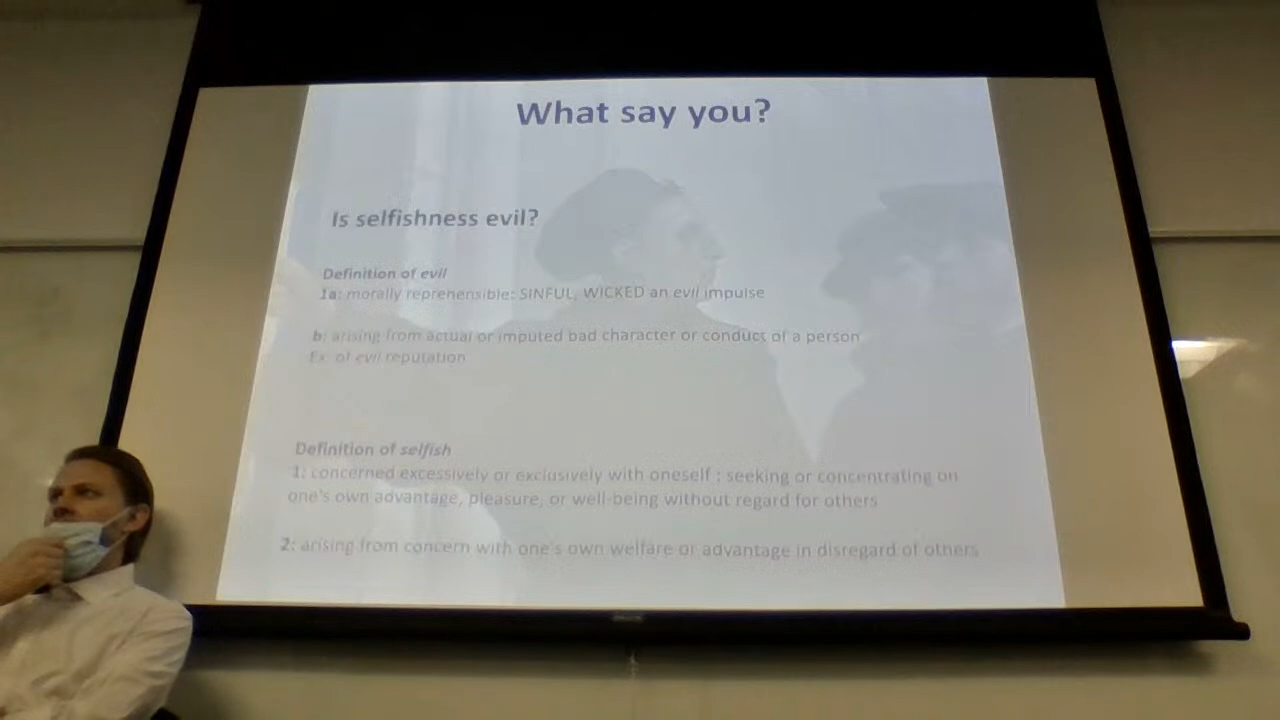 What say you?
Is selfishness evil?
Definition of evil
1a: morally reprehensible: SINFUL, WICKED an evil impulse
b: arising from actual or imputed bad character or conduct of a person
Ex. of evil reputation
Definition of selfish
1: concerned excessively or exclusively with oneself : seeking or concentrating on
one's own advantage, pleasure, or well-being without regard for others
2: arising from concern with one's own welfare or advantage in disregard of others